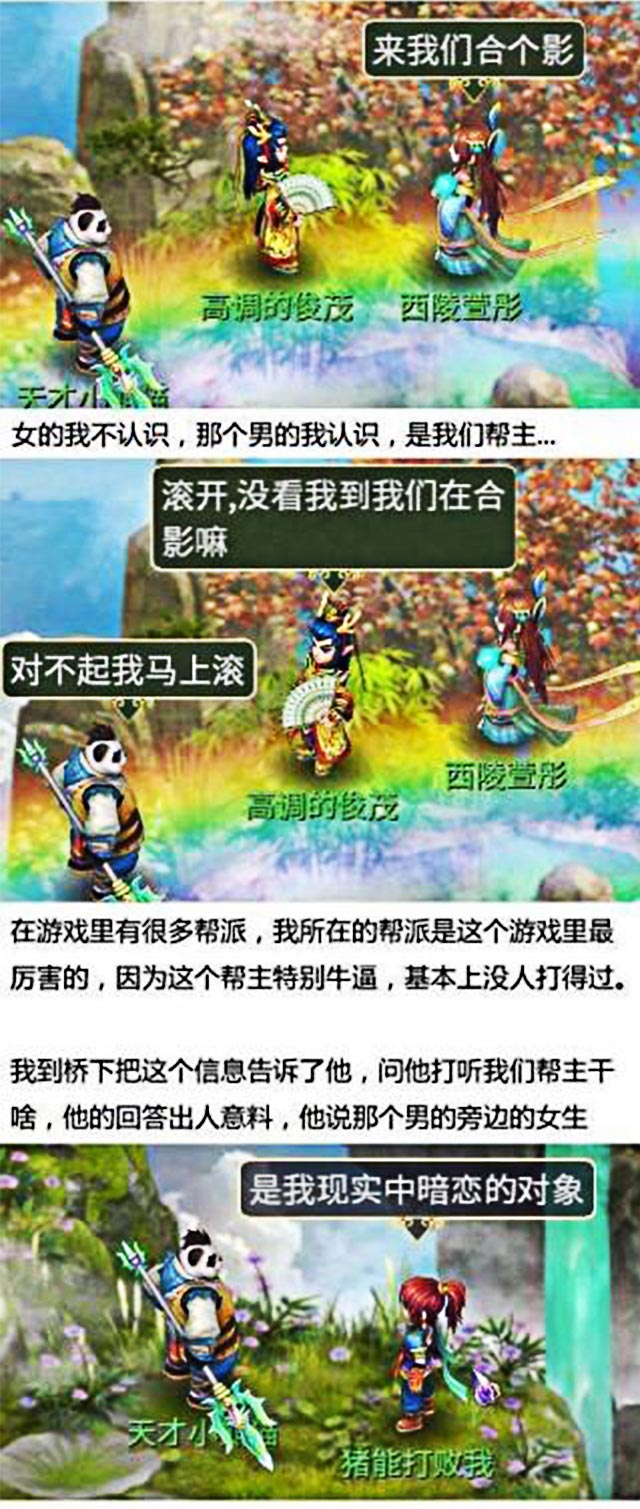 来我们合个影
高调的俊茂
西陵萱彤
天才小
猫
女的我不认识，那个男的我认识，是我们帮主...
滚开,没看我到我们在合
影嘛
对不起我马上滚
西陵萱彤
高调的俊茂
在游戏里有很多帮派，我所在的帮派是这个游戏里最
厉害的，因为这个帮主特别牛逼，基本上没人打得过。
我到桥下把这个信息告诉了他，问他打听我们帮主干
啥，他的回答出人意料，他说那个男的旁边的女生
是我现实中暗恋的对象
天才小
猫
猪能打败我